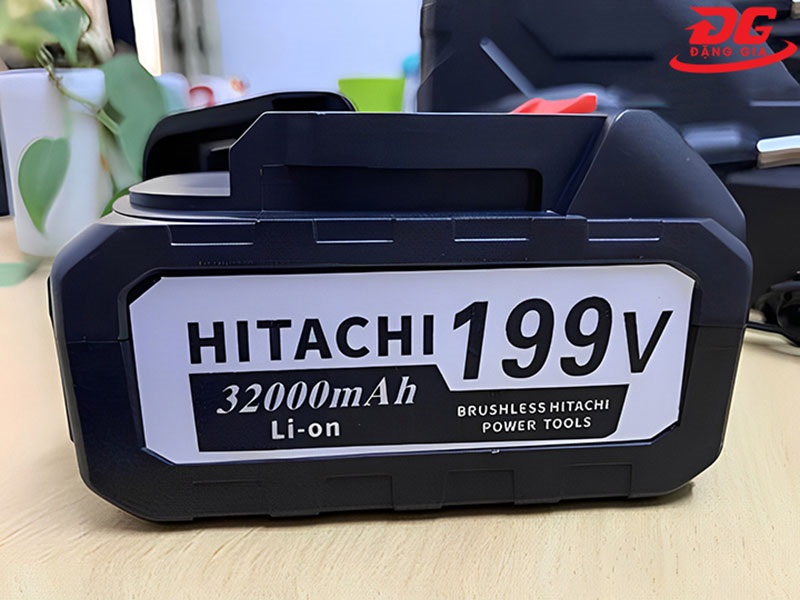 ĐG
ĐẶNG GIA
HITACHI 199V
32000mAh
Li-on
BRUSHLESS HITACHI
POWER TOOLS